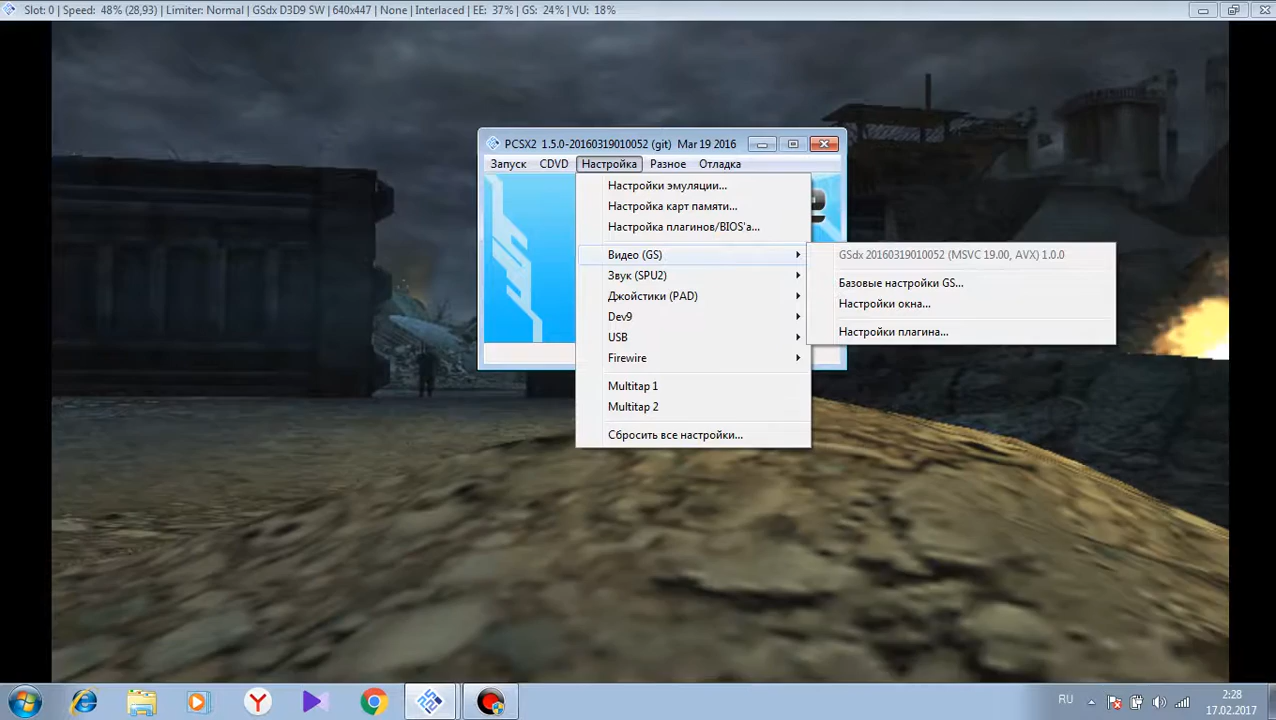 Slot: 0 | Speed: 48% (28,93) | Limiter: Normal | GSdx D3D9 SW | 640x447 | None | Interlaced | EE: 37% | GS: 24% | VU: 18%
PCSX2 1.5.0-20160319010052 (git) Mar 19 2016
Запуск CDVD Настройка Разное Отладка
Настройки эмуляции...
Настройка карт памяти...
Настройка плагинов/BIOS'а...
Видео (GS)
Звук (SPU2)
Джойстики (PAD)
Dev9
USB
Firewire
Multitap 1
Multitap 2
Сбросить все настройки...
GSdx 20160319010052 (MSVC 19.00, AVX) 1.0.0
Базовые настройки GS...
Настройки окна...
Настройки плагина...
RU
2:28
17.02.2017